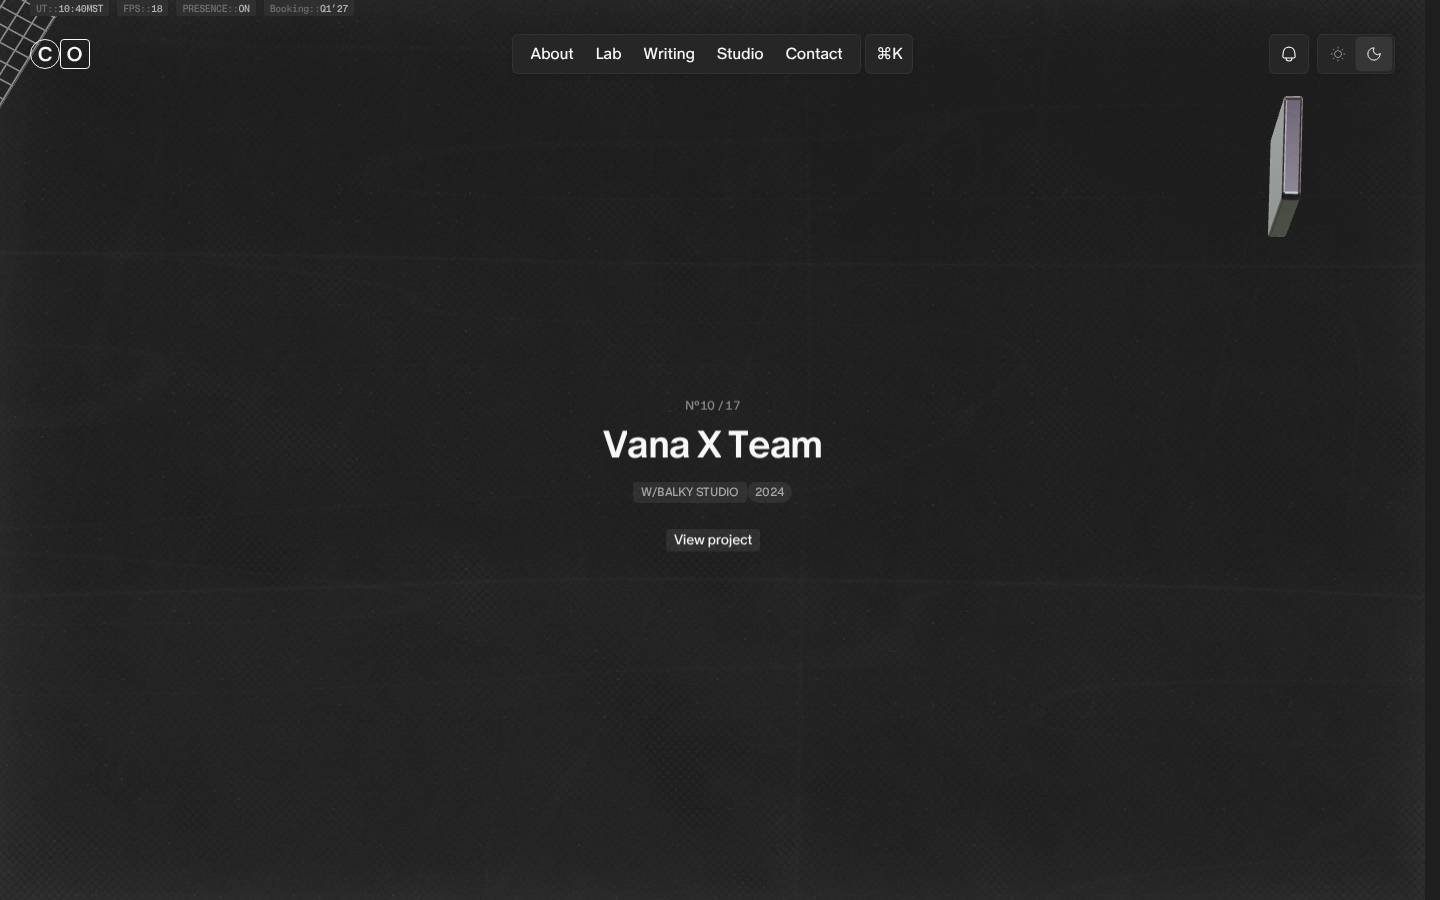 UT::10:40MST FPS::18 PRESENCE::ON Booking::Q1'27
C O
About Lab Writing Studio Contact ⌘K
Nº10 / 17
Vana X Team
W/BALKY STUDIO 2024
View project